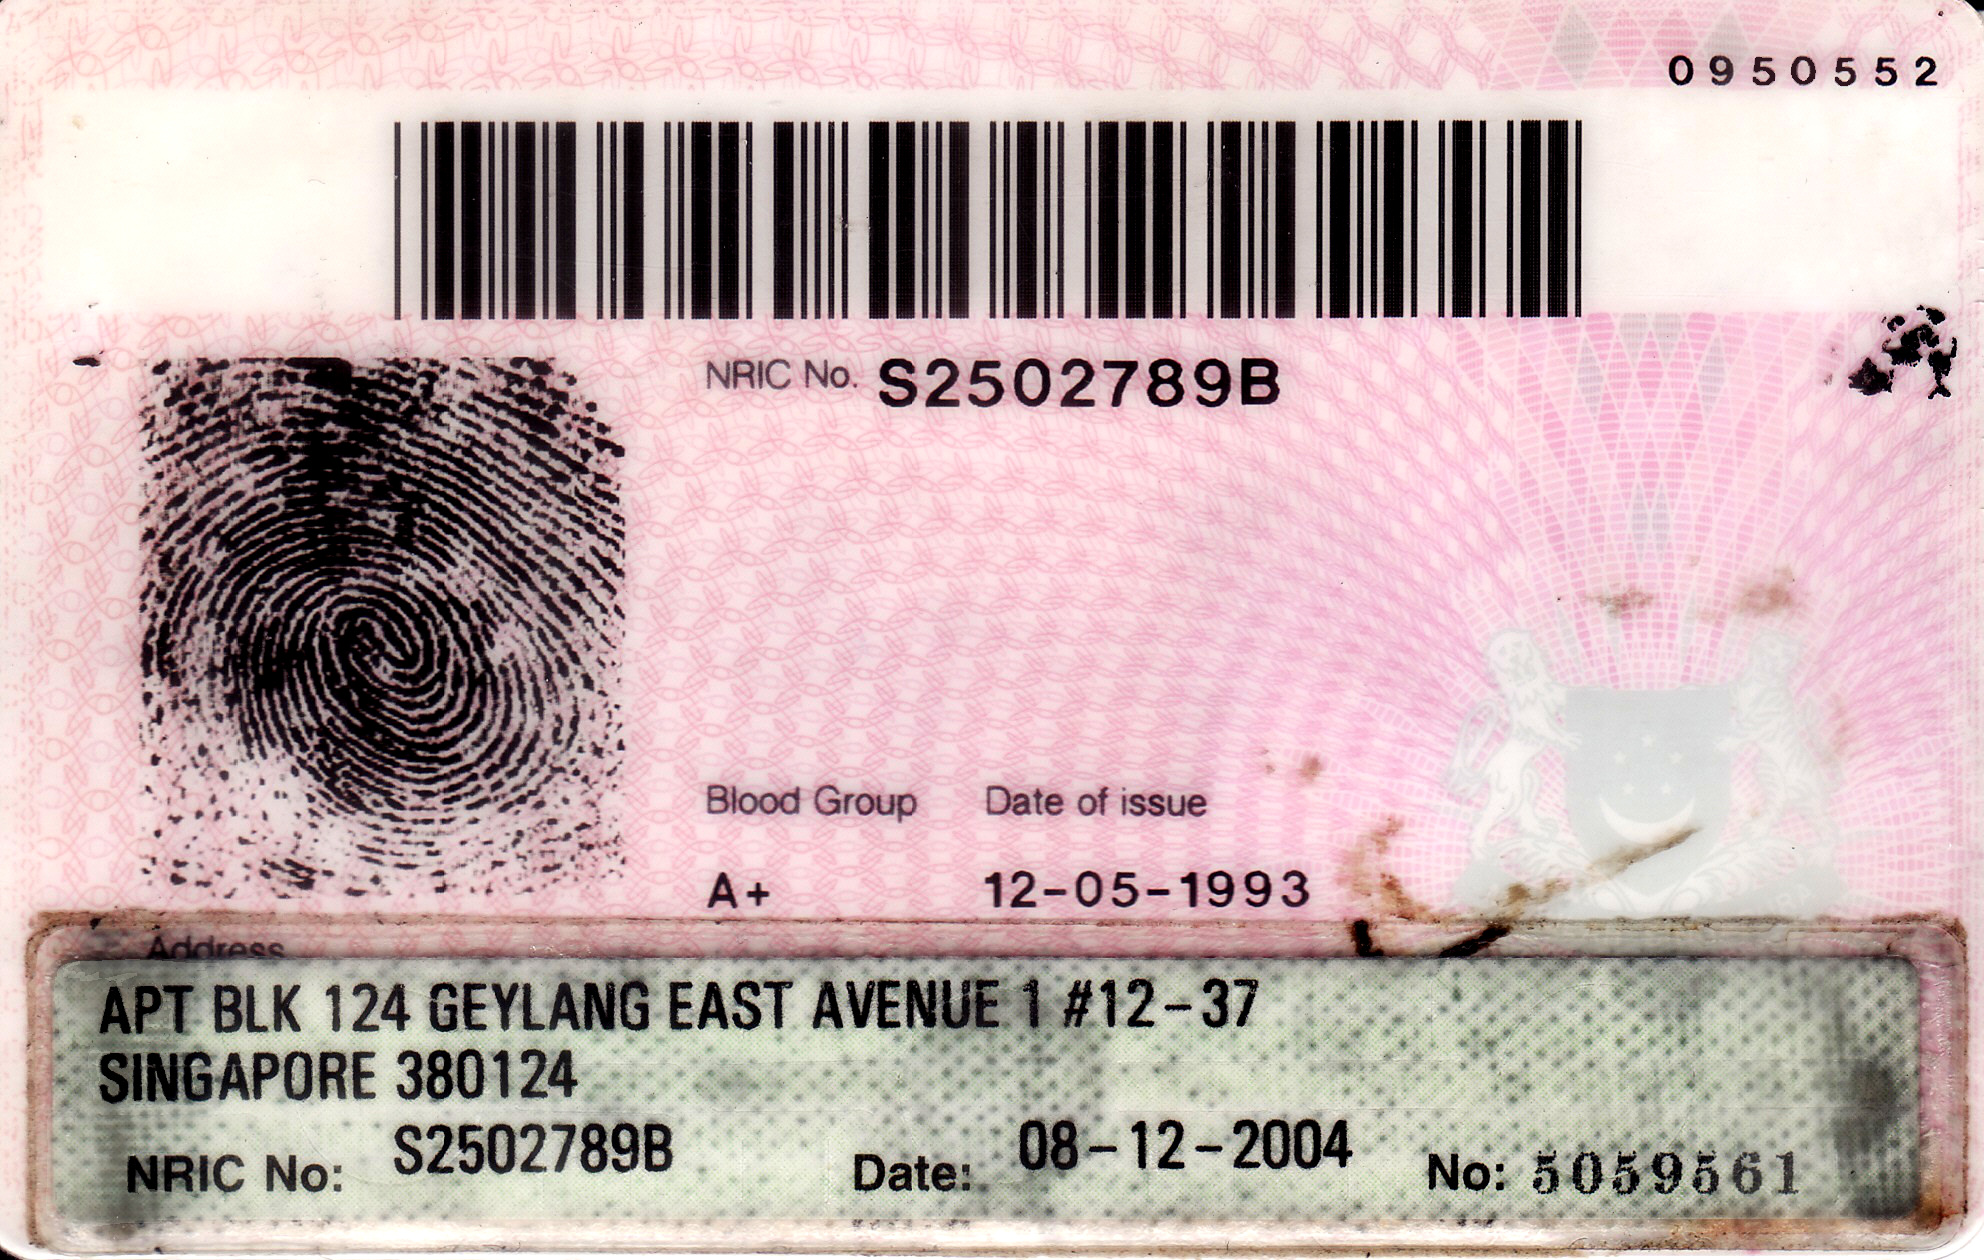 0950552
NRIC No. S2502789B
Blood Group Date of issue
A+ 12-05-1993
Address
APT BLK 124 GEYLANG EAST AVENUE 1 #12-37
SINGAPORE 380124
NRIC No: S2502789B Date: 08-12-2004 No: 5059561